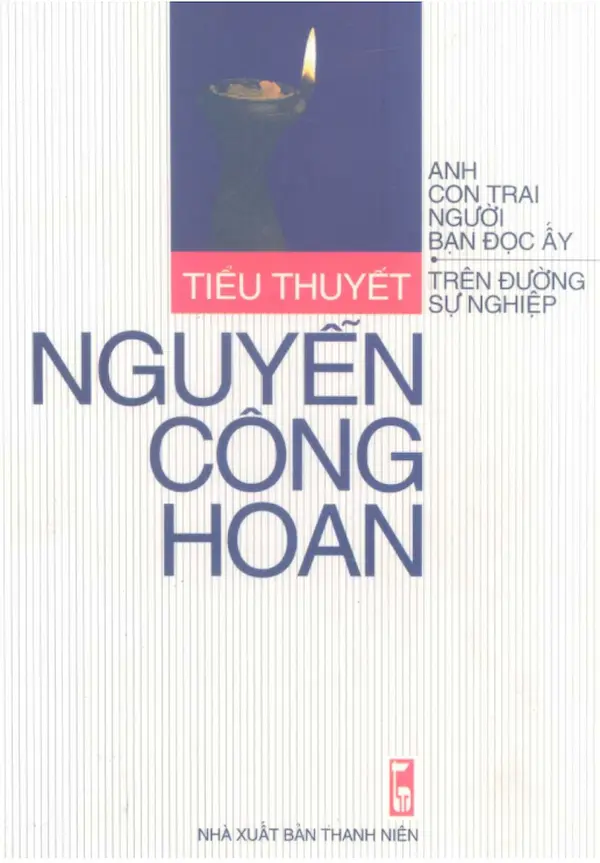 ANH
CON TRAI
NGƯỜI
BẠN ĐỌC ẤY
TRÊN ĐƯỜNG
SỰ NGHIỆP
TIỂU THUYẾT
NGUYỄN
CÔNG
HOAN
NHÀ XUẤT BẢN THANH NIÊN